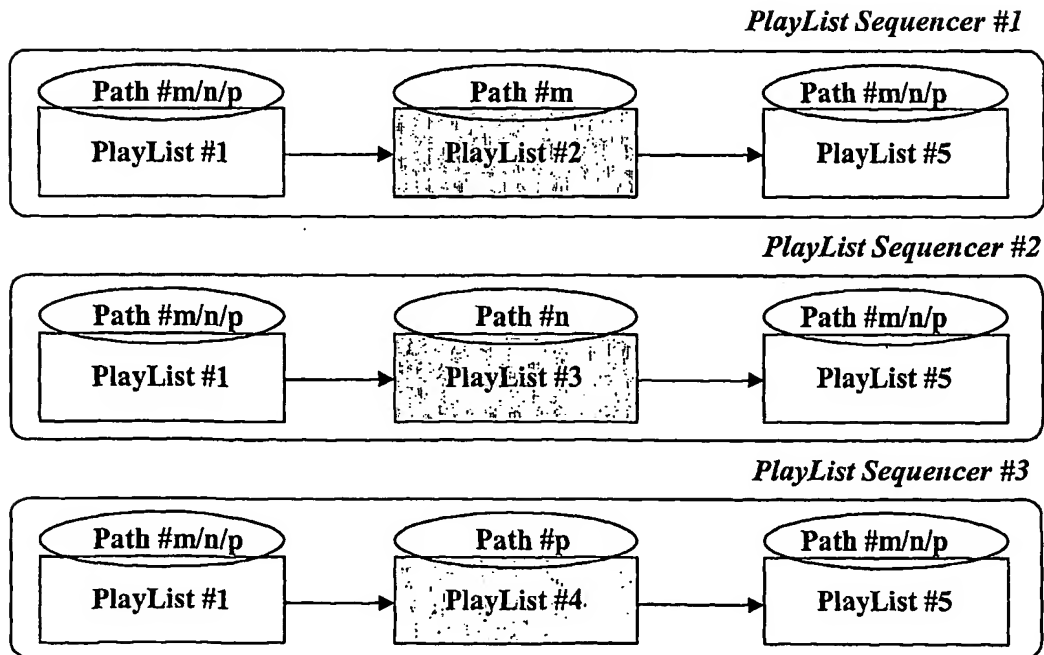 PlayList Sequencer #1
Path #m/n/p
PlayList #1
Path #m
PlayList #2
Path #m/n/p
PlayList #5
PlayList Sequencer #2
Path #m/n/p
PlayList #1
Path #n
PlayList #3
Path #m/n/p
PlayList #5
PlayList Sequencer #3
Path #m/n/p
PlayList #1
Path #p
PlayList #4
Path #m/n/p
PlayList #5